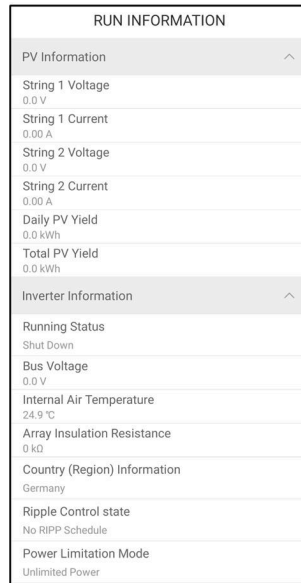 RUN INFORMATION
PV Information
String 1 Voltage
0.0 V
String 1 Current
0.00 A
String 2 Voltage
0.0 V
String 2 Current
0.00 A
Daily PV Yield
0.0 kWh
Total PV Yield
0.0 kWh
Inverter Information
Running Status
Shut Down
Bus Voltage
0.0 V
Internal Air Temperature
24.9 ℃
Array Insulation Resistance
0 kΩ
Country (Region) Information
Germany
Ripple Control state
No RIPP Schedule
Power Limitation Mode
Unlimited Power